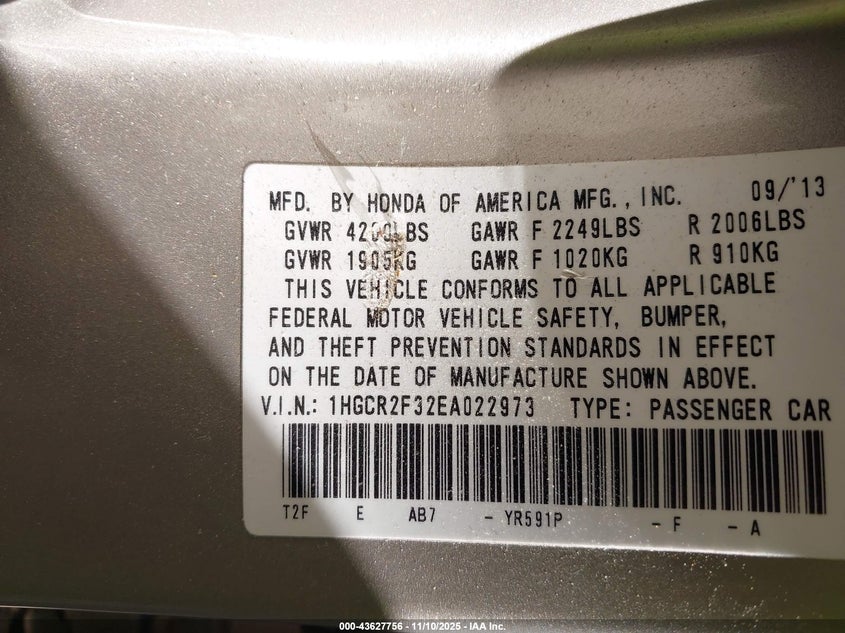 MFD. BY HONDA OF AMERICA MFG., INC. 09/'13
GVWR 4200LBS GAWR F 2249LBS R 2006LBS
GVWR 1905KG GAWR F 1020KG R 910KG
THIS VEHICLE CONFORMS TO ALL APPLICABLE
FEDERAL MOTOR VEHICLE SAFETY, BUMPER,
AND THEFT PREVENTION STANDARDS IN EFFECT
ON THE DATE OF MANUFACTURE SHOWN ABOVE.
V.I.N.: 1HGCR2F32EA022973 TYPE: PASSENGER CAR
T2F E AB7 - YR591P - F - A
000-43627756 — 11/10/2025 - IAA Inc.